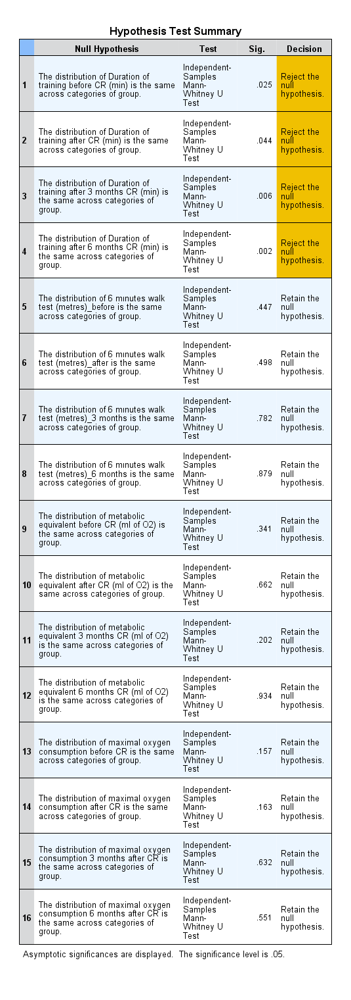 Hypothesis Test Summary
Null Hypothesis Test Sig. Decision
1 The distribution of Duration of training before CR (min) is the same across categories of group. Independent-Samples Mann-Whitney U Test .025 Reject the null hypothesis.
2 The distribution of Duration of training after CR (min) is the same across categories of group. Independent-Samples Mann-Whitney U Test .044 Reject the null hypothesis.
3 The distribution of Duration of training after 3 months CR (min) is the same across categories of group. Independent-Samples Mann-Whitney U Test .006 Reject the null hypothesis.
4 The distribution of Duration of training after 6 months CR (min) is the same across categories of group. Independent-Samples Mann-Whitney U Test .002 Reject the null hypothesis.
5 The distribution of 6 minutes walk test (metres)_before is the same across categories of group. Independent-Samples Mann-Whitney U Test .447 Retain the null hypothesis.
6 The distribution of 6 minutes walk test (metres)_after is the same across categories of group. Independent-Samples Mann-Whitney U Test .498 Retain the null hypothesis.
7 The distribution of 6 minutes walk test (metres)_3 months is the same across categories of group. Independent-Samples Mann-Whitney U Test .782 Retain the null hypothesis.
8 The distribution of 6 minutes walk test (metres)_6 months is the same across categories of group. Independent-Samples Mann-Whitney U Test .879 Retain the null hypothesis.
9 The distribution of metabolic equivalent before CR (ml of O2) is the same across categories of group. Independent-Samples Mann-Whitney U Test .341 Retain the null hypothesis.
10 The distribution of metabolic equivalent after CR (ml of O2) is the same across categories of group. Independent-Samples Mann-Whitney U Test .662 Retain the null hypothesis.
11 The distribution of metabolic equivalent 3 months CR (ml of O2) is the same across categories of group. Independent-Samples Mann-Whitney U Test .202 Retain the null hypothesis.
12 The distribution of metabolic equivalent 6 months CR (ml of O2) is the same across categories of group. Independent-Samples Mann-Whitney U Test .934 Retain the null hypothesis.
13 The distribution of maximal oxygen consumption before CR is the same across categories of group. Independent-Samples Mann-Whitney U Test .157 Retain the null hypothesis.
14 The distribution of maximal oxygen consumption after CR is the same across categories of group. Independent-Samples Mann-Whitney U Test .163 Retain the null hypothesis.
15 The distribution of maximal oxygen consumption 3 months after CR is the same across categories of group. Independent-Samples Mann-Whitney U Test .632 Retain the null hypothesis.
16 The distribution of maximal oxygen consumption 6 months after CR is the same across categories of group. Independent-Samples Mann-Whitney U Test .551 Retain the null hypothesis.
Asymptotic significances are displayed. The significance level is .05.